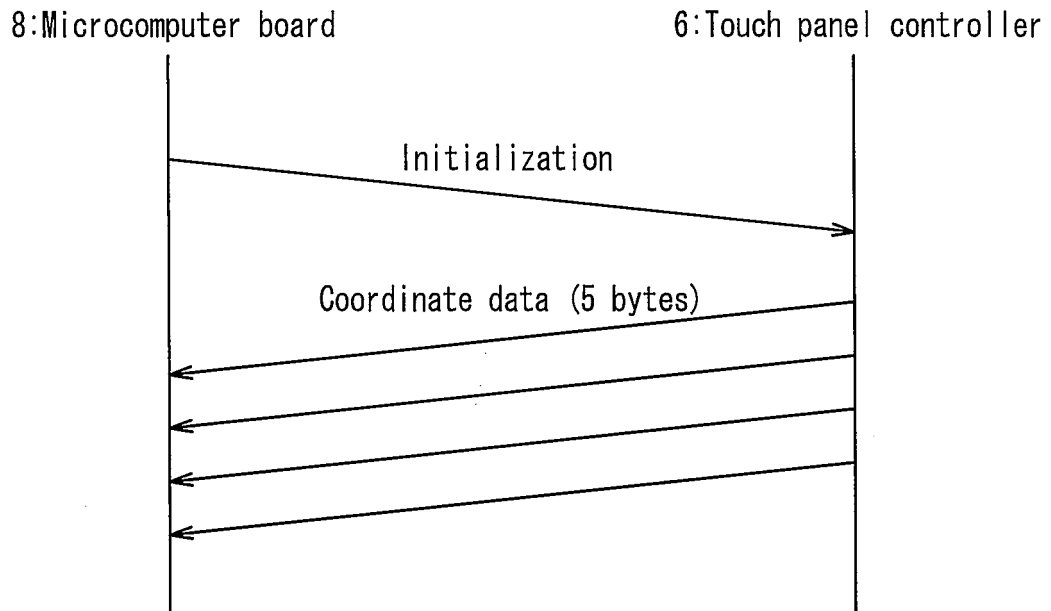 8:Microcomputer board
6:Touch panel controller
Initialization
Coordinate data (5 bytes)